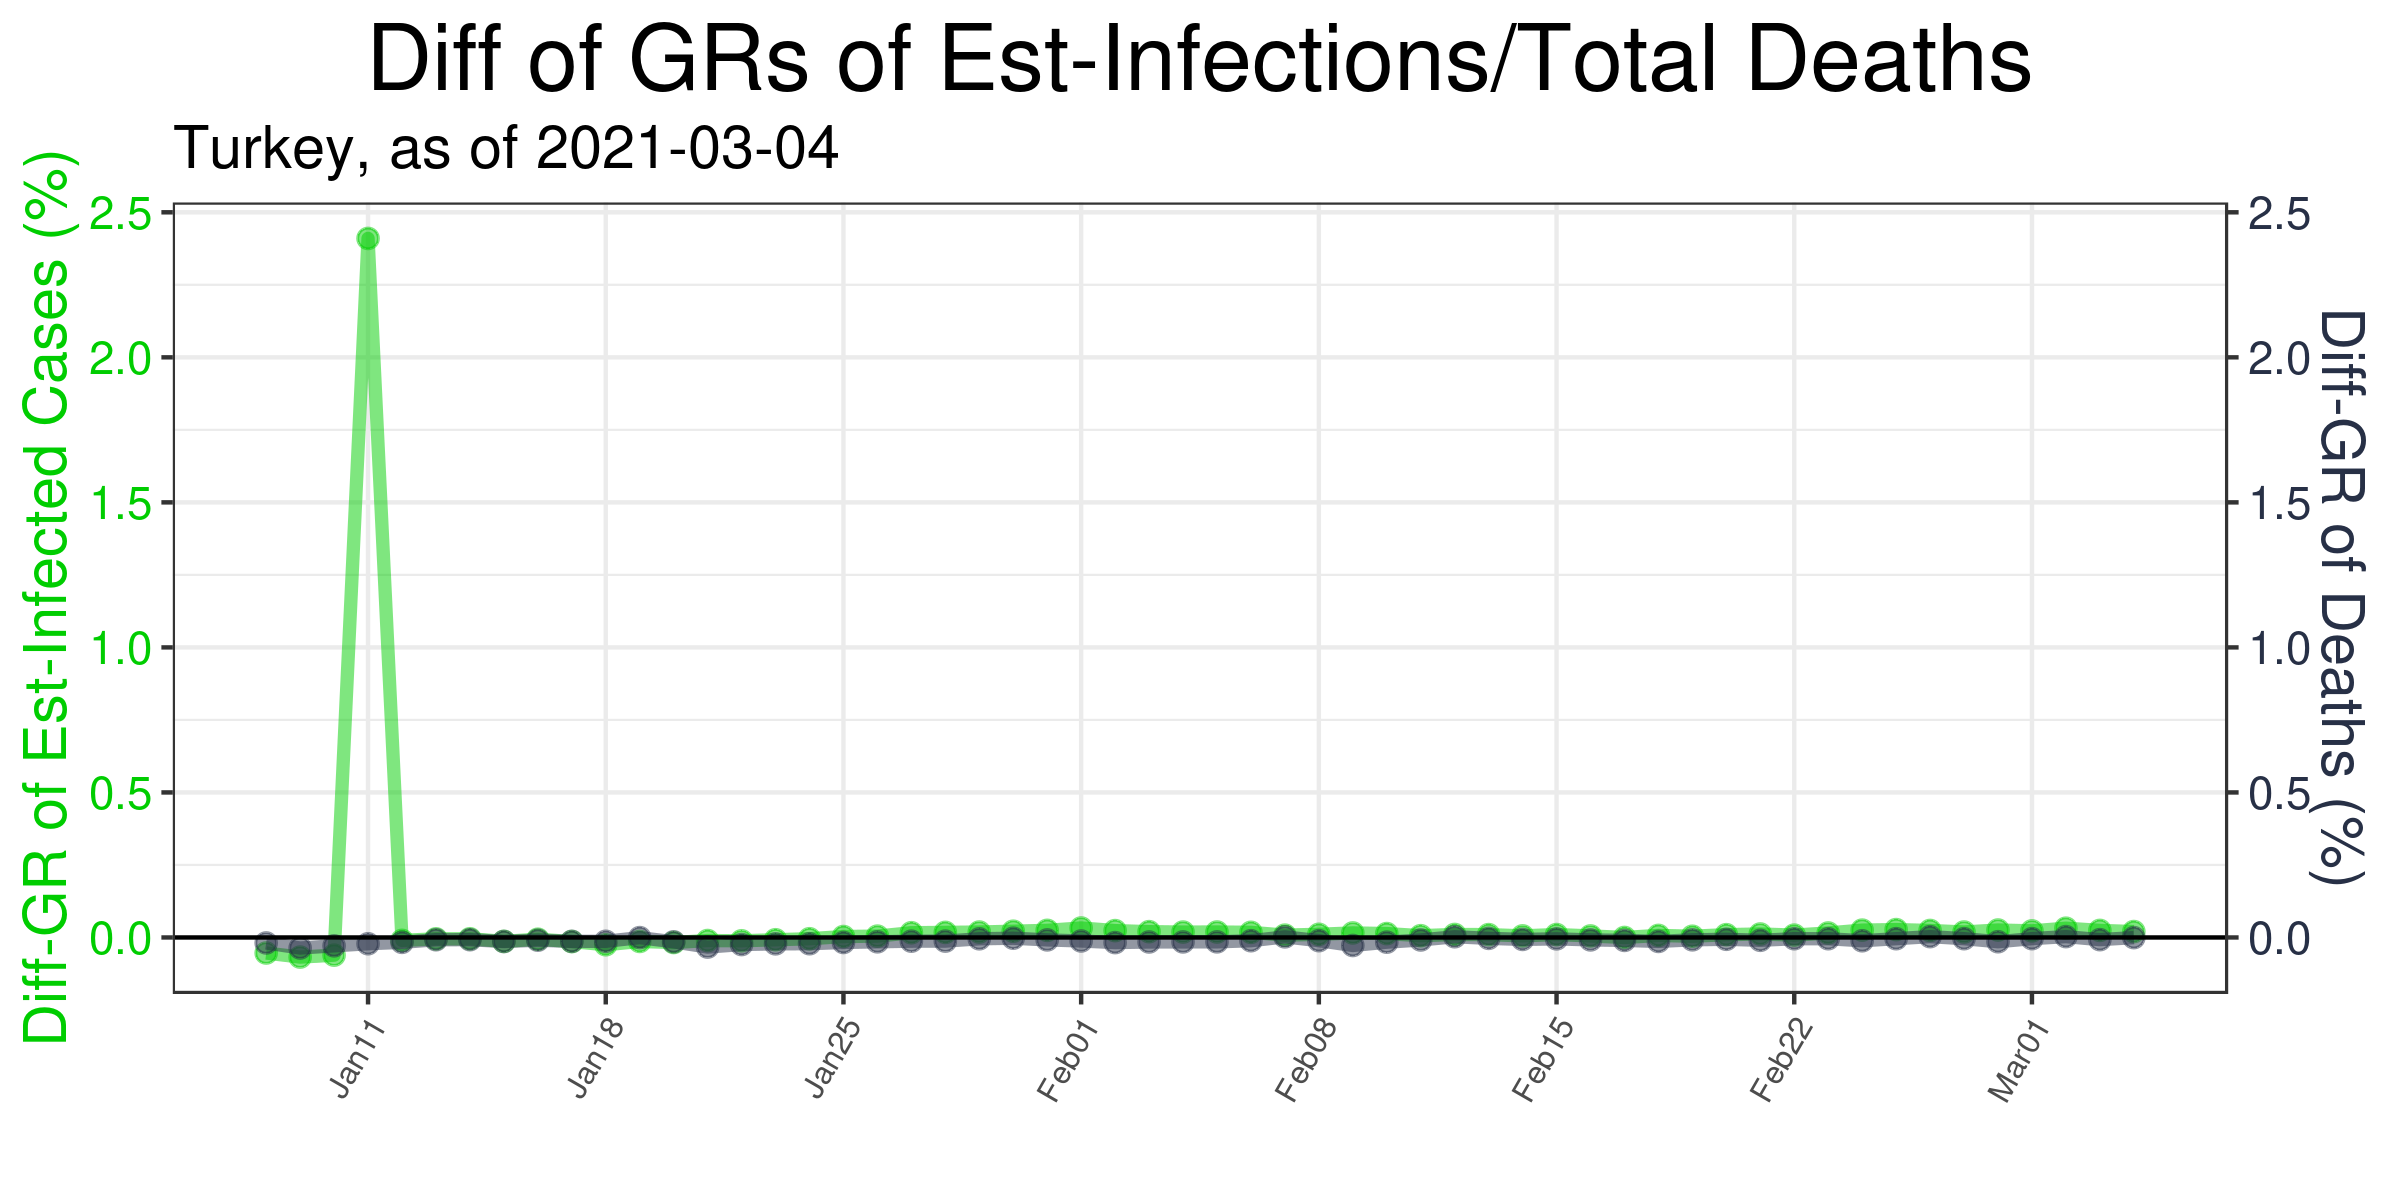 Diff of GRs of Est-Infections/Total Deaths
Turkey, as of 2021-03-04
Diff-GR of Est-Infected Cases (%)
2.5
2.0
1.5
1.0
0.5
0.0
2.5
2.0
1.5
1.0
0.5
0.0
Diff-GR of Deaths (%)
Jan11
Jan18
Jan25
Feb01
Feb08
Feb15
Feb22
Mar01